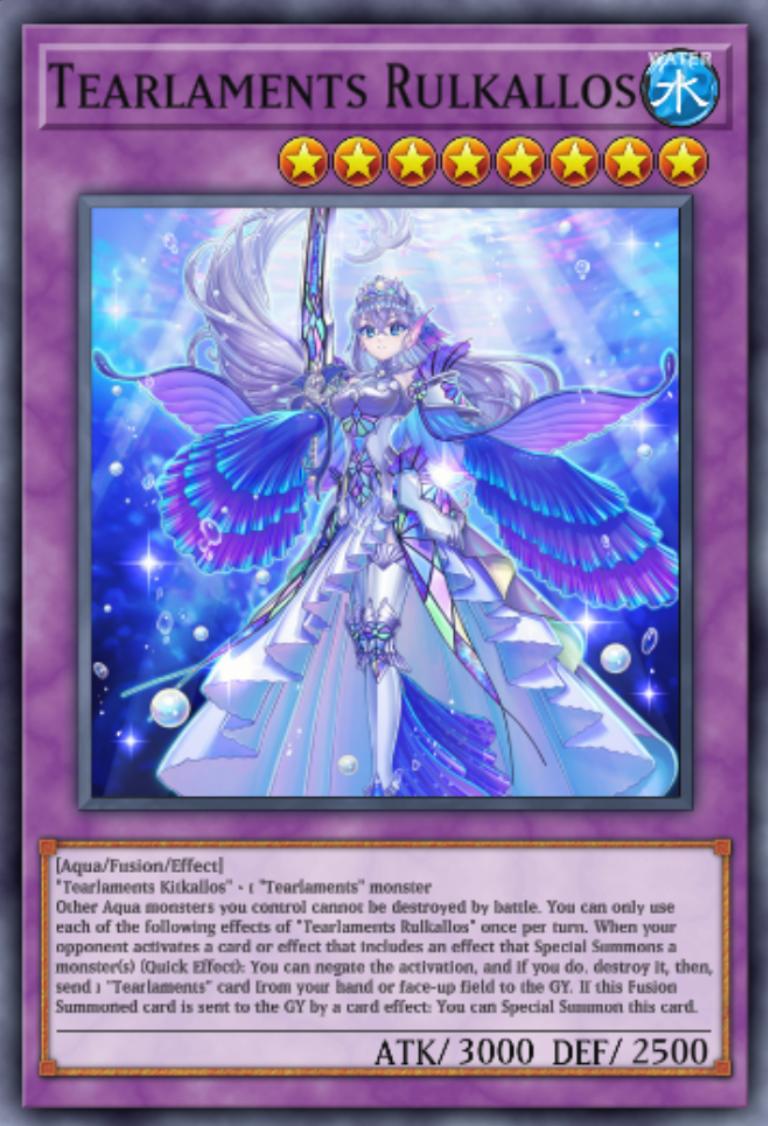 Tearlaments Rulkallos
WATER
水
[Aqua/Fusion/Effect]
"Tearlaments Kitkallos" + 1 "Tearlaments" monster
Other Aqua monsters you control cannot be destroyed by battle. You can only use
each of the following effects of "Tearlaments Rulkallos" once per turn. When your
opponent activates a card or effect that includes an effect that Special Summons a
monster(s) (Quick Effect): You can negate the activation, and if you do, destroy it, then,
send 1 "Tearlaments" card from your hand or face-up field to the GY. If this Fusion
Summoned card is sent to the GY by a card effect: You can Special Summon this card.
ATK/ 3000 DEF/ 2500